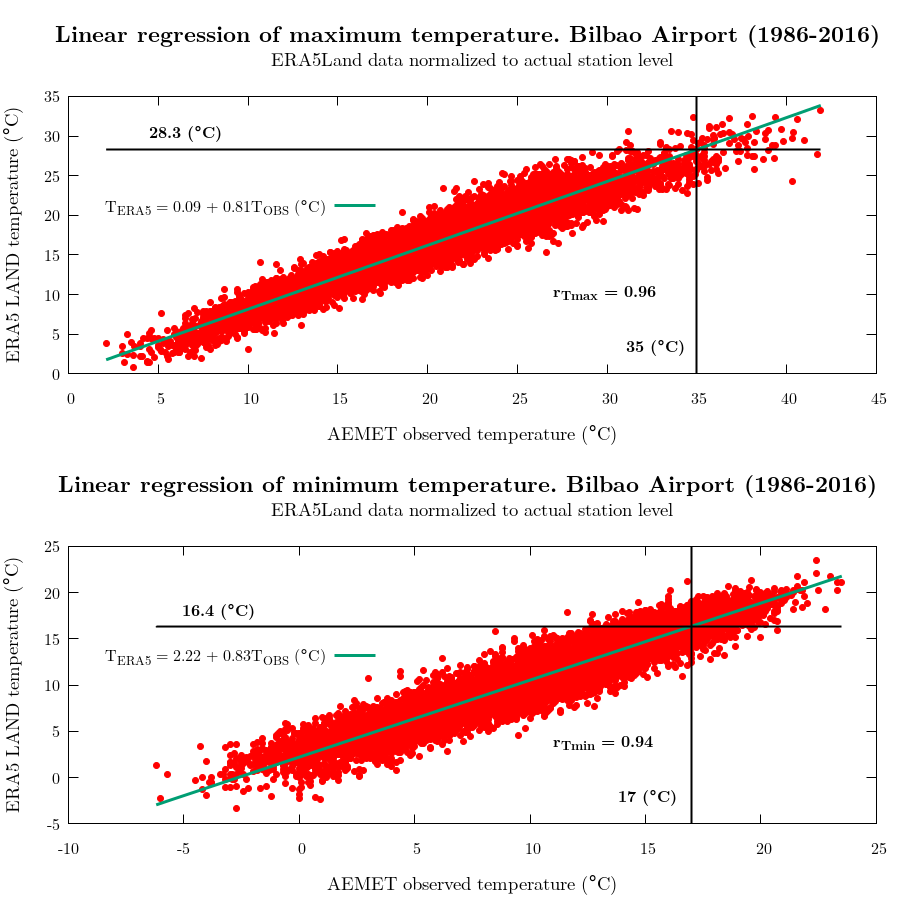 Linear regression of maximum temperature. Bilbao Airport (1986-2016)
ERA5Land data normalized to actual station level
ERA5 LAND temperature (°C)
35
30
25
20
15
10
5
0
28.3 (°C)
T_ERA5 = 0.09 + 0.81T_OBS (°C)
r_Tmax = 0.96
35 (°C)
0 5 10 15 20 25 30 35 40 45
AEMET observed temperature (°C)
Linear regression of minimum temperature. Bilbao Airport (1986-2016)
ERA5Land data normalized to actual station level
ERA5 LAND temperature (°C)
25
20
15
10
5
0
-5
16.4 (°C)
T_ERA5 = 2.22 + 0.83T_OBS (°C)
r_Tmin = 0.94
17 (°C)
-10 -5 0 5 10 15 20 25
AEMET observed temperature (°C)